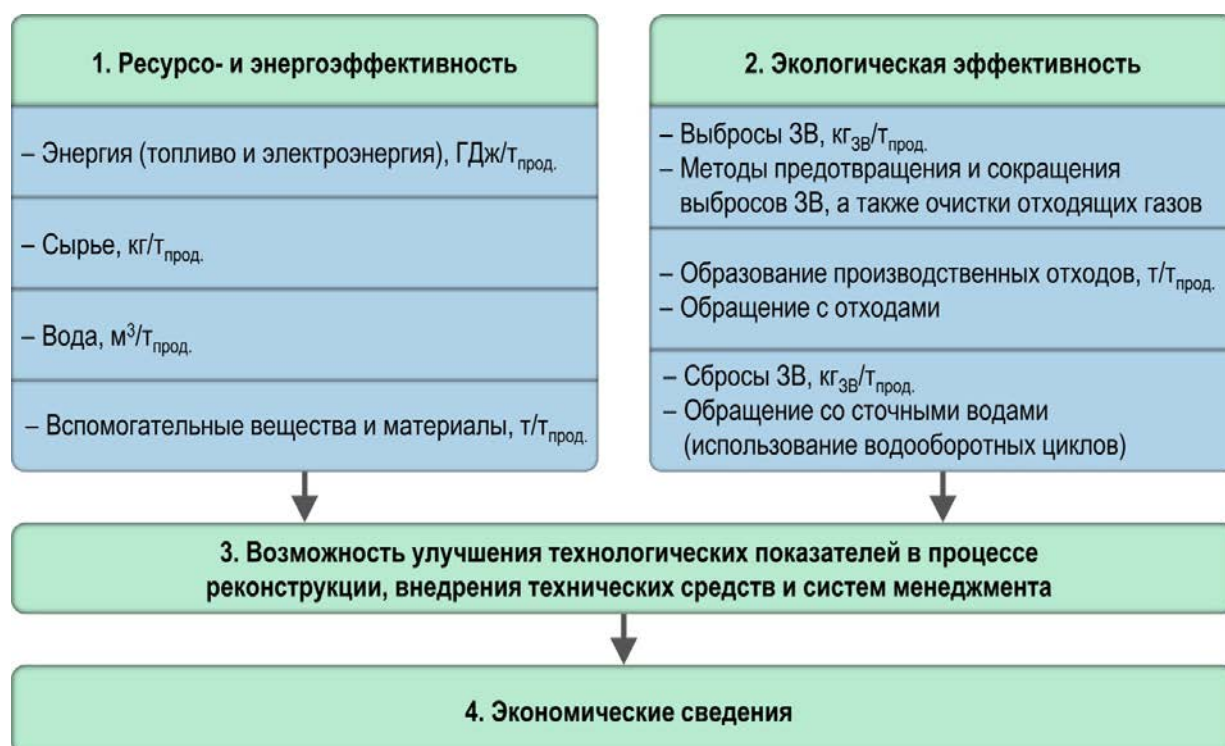 1. Ресурсо- и энергоэффективность
– Энергия (топливо и электроэнергия), ГДж/тпрод.
– Сырье, кг/тпрод.
– Вода, м³/тпрод.
– Вспомогательные вещества и материалы, т/тпрод.
2. Экологическая эффективность
– Выбросы ЗВ, кгЗВ/тпрод.
– Методы предотвращения и сокращения
выбросов ЗВ, а также очистки отходящих газов
– Образование производственных отходов, т/тпрод.
– Обращение с отходами
– Сбросы ЗВ, кгЗВ/тпрод.
– Обращение со сточными водами
(использование водооборотных циклов)
3. Возможность улучшения технологических показателей в процессе
реконструкции, внедрения технических средств и систем менеджмента
4. Экономические сведения